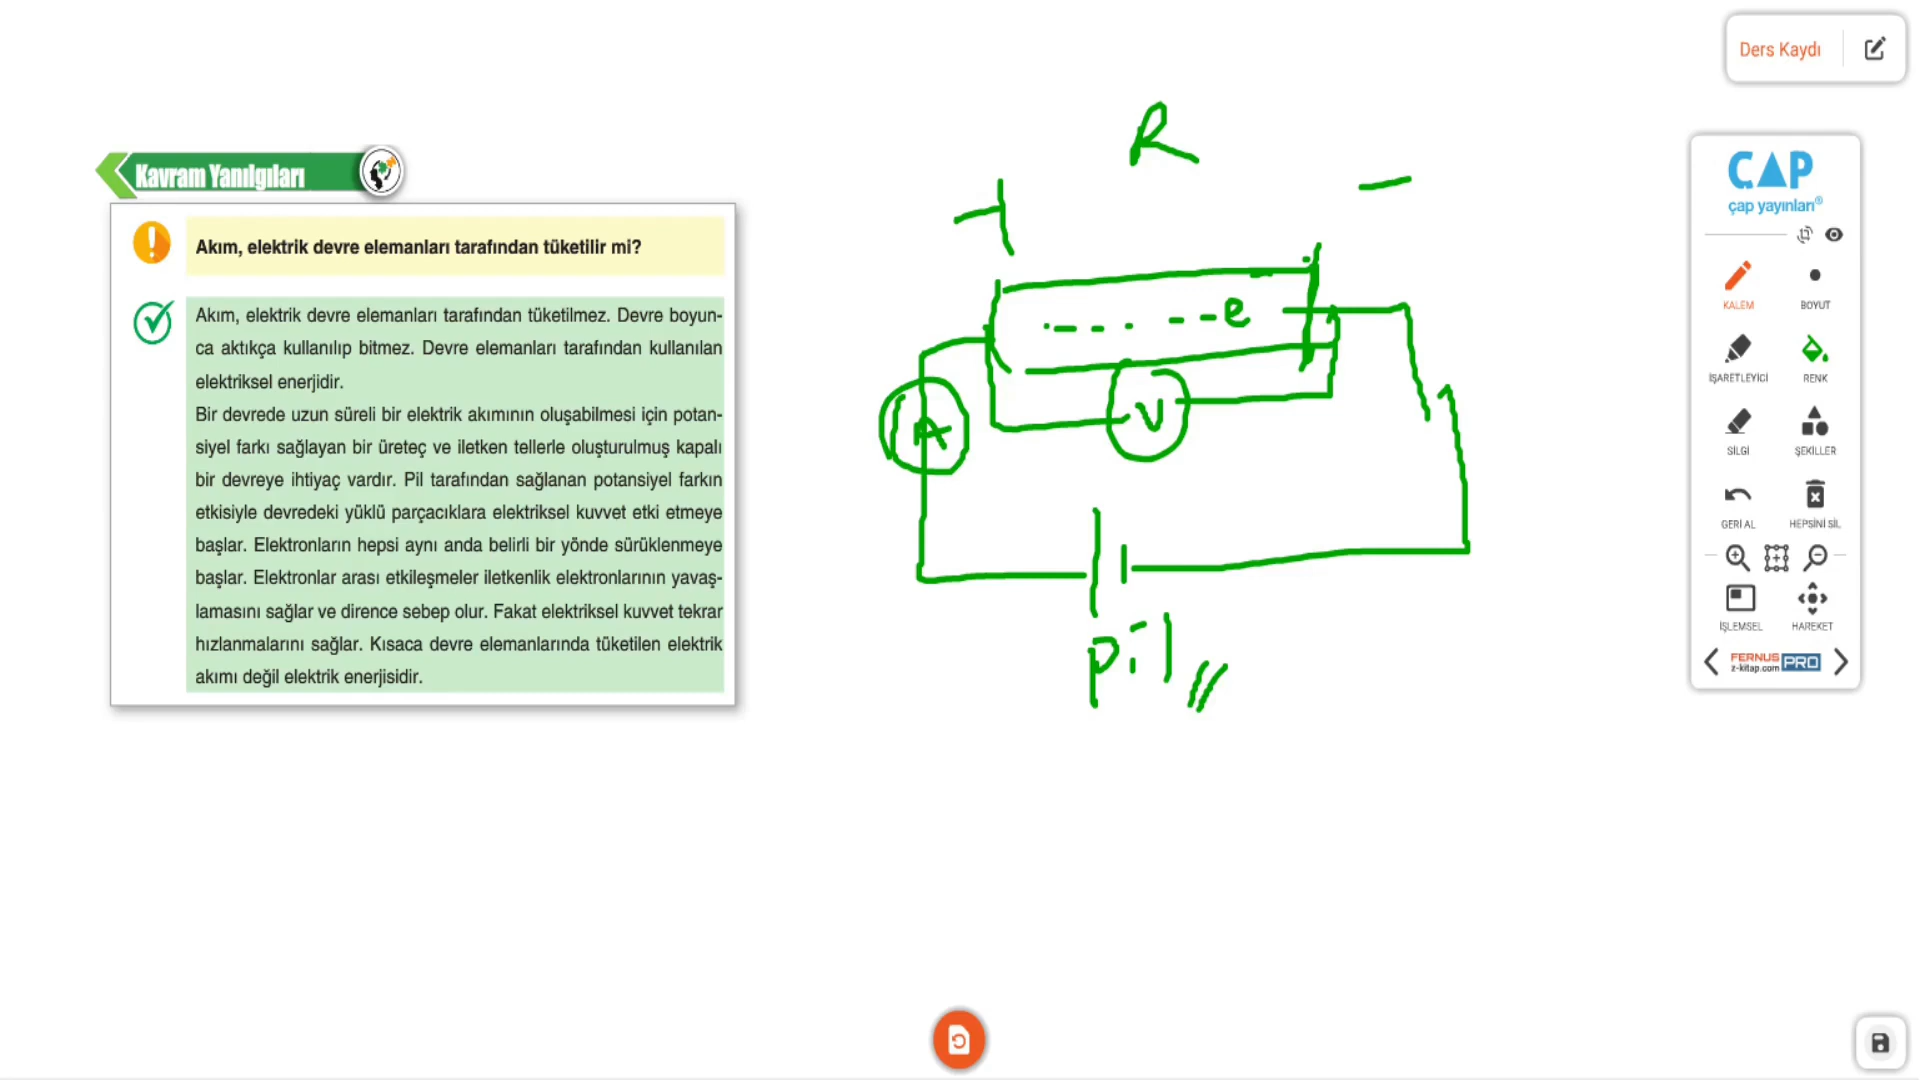 Ders Kaydı
Kavram Yanılgıları
Akım, elektrik devre elemanları tarafından tüketilir mi?
Akım, elektrik devre elemanları tarafından tüketilmez. Devre boyun-
ca aktıkça kullanılıp bitmez. Devre elemanları tarafından kullanılan
elektriksel enerjidir.
Bir devrede uzun süreli bir elektrik akımının oluşabilmesi için potan-
siyel farkı sağlayan bir üreteç ve iletken tellerle oluşturulmuş kapalı
bir devreye ihtiyaç vardır. Pil tarafından sağlanan potansiyel farkın
etkisiyle devredeki yüklü parçacıklara elektriksel kuvvet etki etmeye
başlar. Elektronların hepsi aynı anda belirli bir yönde sürüklenmeye
başlar. Elektronlar arası etkileşmeler iletkenlik elektronlarının yavaş-
lamasını sağlar ve dirence sebep olur. Fakat elektriksel kuvvet tekrar
hızlanmalarını sağlar. Kısaca devre elemanlarında tüketilen elektrik
akımı değil elektrik enerjisidir.
R
e
A
V
pil
ÇAP
çap yayınları®
KALEM
BOYUT
İŞARETLEYİCİ
RENK
SİLGİ
ŞEKİLLER
GERİ AL
HEPSİNİ SİL
İŞLEMSEL
HAREKET
FERNUS
z-kitap.com PRO